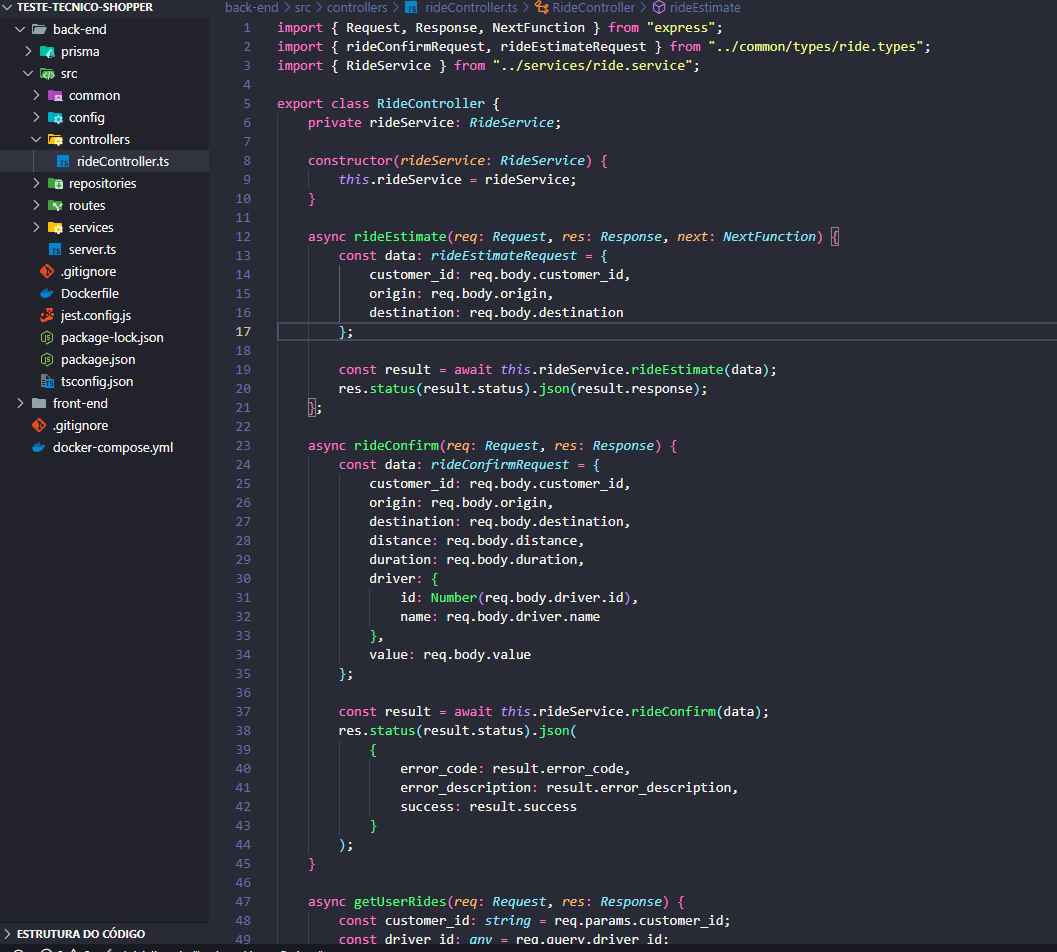 TESTE-TECNICO-SHOPPER
back-end
prisma
src
common
config
controllers
rideController.ts
repositories
routes
services
server.ts
.gitignore
Dockerfile
jest.config.js
package-lock.json
package.json
tsconfig.json
front-end
.gitignore
docker-compose.yml
ESTRUTURA DO CÓDIGO
back-end > src > controllers > TS rideController.ts > RideController > rideEstimate
1 import { Request, Response, NextFunction } from "express";
2 import { rideConfirmRequest, rideEstimateRequest } from "../common/types/ride.types";
3 import { RideService } from "../services/ride.service";
4
5 export class RideController {
6 private rideService: RideService;
7
8 constructor(rideService: RideService) {
9 this.rideService = rideService;
10 }
11
12 async rideEstimate(req: Request, res: Response, next: NextFunction) {
13 const data: rideEstimateRequest = {
14 customer_id: req.body.customer_id,
15 origin: req.body.origin,
16 destination: req.body.destination
17 };
18
19 const result = await this.rideService.rideEstimate(data);
20 res.status(result.status).json(result.response);
21 };
22
23 async rideConfirm(req: Request, res: Response) {
24 const data: rideConfirmRequest = {
25 customer_id: req.body.customer_id,
26 origin: req.body.origin,
27 destination: req.body.destination,
28 distance: req.body.distance,
29 duration: req.body.duration,
30 driver: {
31 id: Number(req.body.driver.id),
32 name: req.body.driver.name
33 },
34 value: req.body.value
35 };
36
37 const result = await this.rideService.rideConfirm(data);
38 res.status(result.status).json(
39 {
40 error_code: result.error_code,
41 error_description: result.error_description,
42 success: result.success
43 }
44 );
45 }
46
47 async getUserRides(req: Request, res: Response) {
48 const customer_id: string = req.params.customer_id;
49 const driver_id: any = req.query.driver_id;